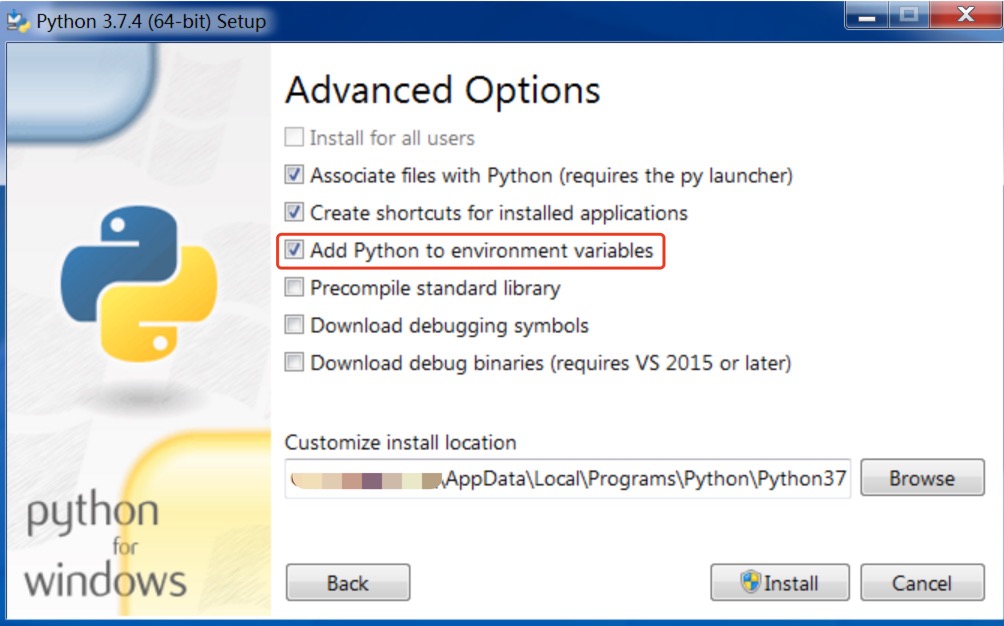 Python 3.7.4 (64-bit) Setup
Advanced Options
Install for all users
Associate files with Python (requires the py launcher)
Create shortcuts for installed applications
Add Python to environment variables
Precompile standard library
Download debugging symbols
Download debug binaries (requires VS 2015 or later)
Customize install location
\AppData\Local\Programs\Python\Python37
Browse
python
for
windows
Back
Install
Cancel